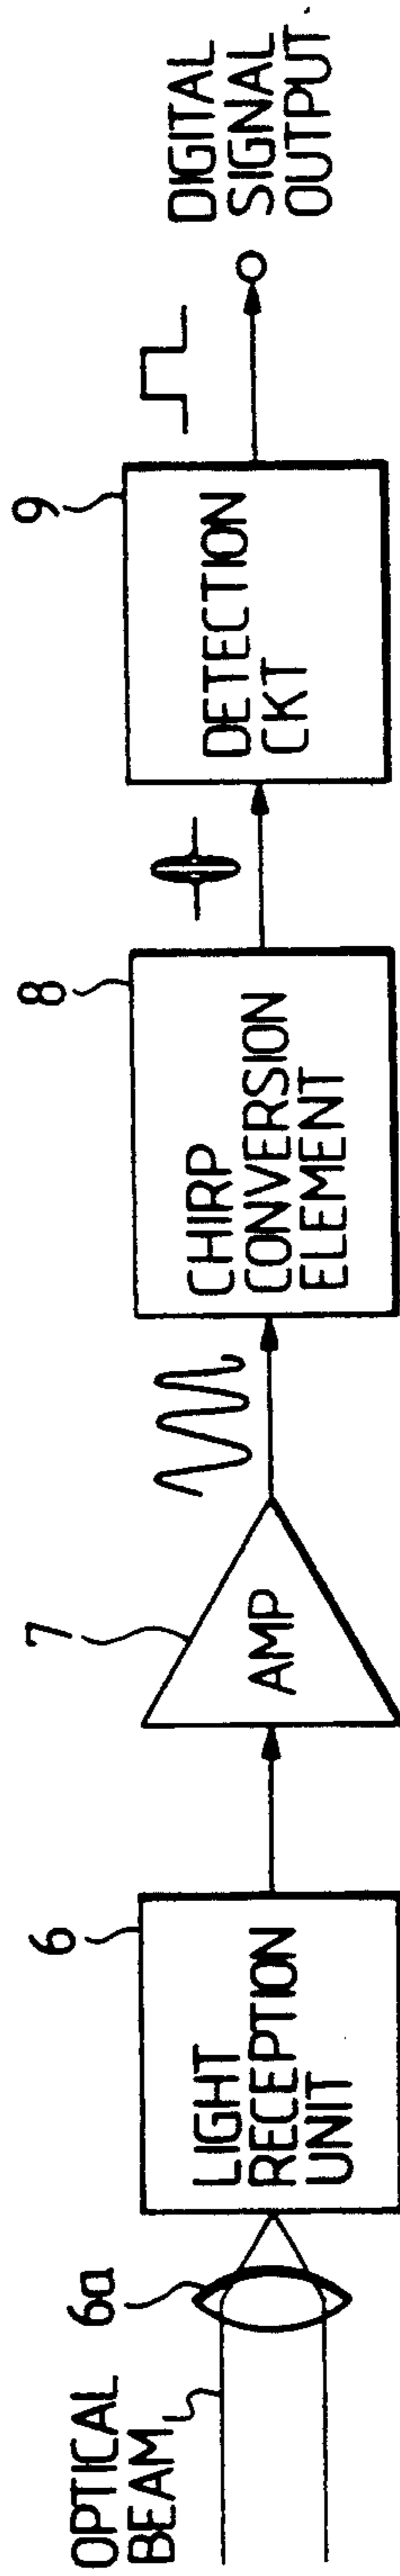 OPTICAL
BEAM
6a
6
LIGHT
RECEPTION
UNIT
7
AMP
8
CHIRP
CONVERSION
ELEMENT
9
DETECTION
CKT
DIGITAL
SIGNAL
OUTPUT